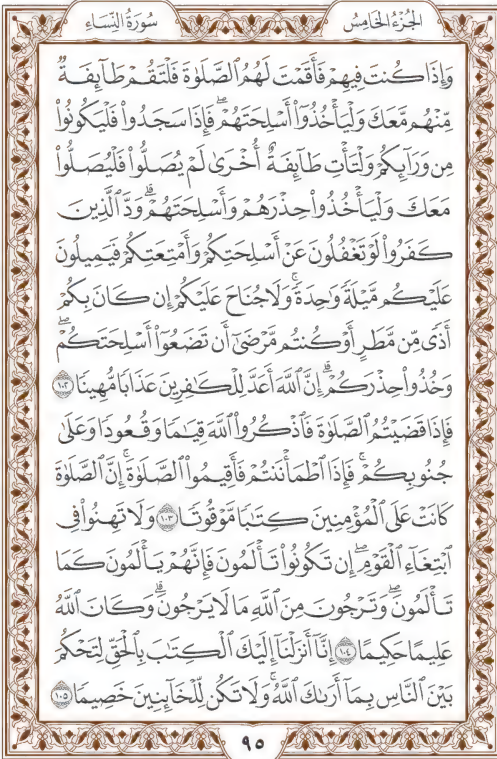 الجُزْءُ الخَامِسُ سُورَةُ النِّسَاءِ
وَإِذَا كُنتَ فِيهِمْ فَأَقَمْتَ لَهُمُ ٱلصَّلَوٰةَ فَلْتَقُمْ طَآئِفَةٌ
مِّنْهُم مَّعَكَ وَلْيَأْخُذُوٓا۟ أَسْلِحَتَهُمْۖ فَإِذَا سَجَدُوا۟ فَلْيَكُونُوا۟
مِن وَرَآئِكُمْ وَلْتَأْتِ طَآئِفَةٌ أُخْرَىٰ لَمْ يُصَلُّوا۟ فَلْيُصَلُّوا۟
مَعَكَ وَلْيَأْخُذُوا۟ حِذْرَهُمْ وَأَسْلِحَتَهُمْۗ وَدَّ ٱلَّذِينَ
كَفَرُوا۟ لَوْ تَغْفُلُونَ عَنْ أَسْلِحَتِكُمْ وَأَمْتِعَتِكُمْ فَيَمِيلُونَ
عَلَيْكُم مَّيْلَةً وَٰحِدَةًۚ وَلَا جُنَاحَ عَلَيْكُمْ إِن كَانَ بِكُمْ
أَذًى مِّن مَّطَرٍ أَوْ كُنتُم مَّرْضَىٰٓ أَن تَضَعُوٓا۟ أَسْلِحَتَكُمْۖ
وَخُذُوا۟ حِذْرَكُمْۗ إِنَّ ٱللَّهَ أَعَدَّ لِلْكَٰفِرِينَ عَذَابًا مُّهِينًا ١٠٢
فَإِذَا قَضَيْتُمُ ٱلصَّلَوٰةَ فَٱذْكُرُوا۟ ٱللَّهَ قِيَٰمًا وَقُعُودًا وَعَلَىٰ
جُنُوبِكُمْۚ فَإِذَا ٱطْمَأْنَنتُمْ فَأَقِيمُوا۟ ٱلصَّلَوٰةَۚ إِنَّ ٱلصَّلَوٰةَ
كَانَتْ عَلَى ٱلْمُؤْمِنِينَ كِتَٰبًا مَّوْقُوتًا ١٠٣ وَلَا تَهِنُوا۟ فِى
ٱبْتِغَآءِ ٱلْقَوْمِۖ إِن تَكُونُوا۟ تَأْلَمُونَ فَإِنَّهُمْ يَأْلَمُونَ كَمَا
تَأْلَمُونَۖ وَتَرْجُونَ مِنَ ٱللَّهِ مَا لَا يَرْجُونَۗ وَكَانَ ٱللَّهُ
عَلِيمًا حَكِيمًا ١٠٤ إِنَّآ أَنزَلْنَآ إِلَيْكَ ٱلْكِتَٰبَ بِٱلْحَقِّ لِتَحْكُمَ
بَيْنَ ٱلنَّاسِ بِمَآ أَرَىٰكَ ٱللَّهُۚ وَلَا تَكُن لِّلْخَآئِنِينَ خَصِيمًا ١٠٥
٩٥